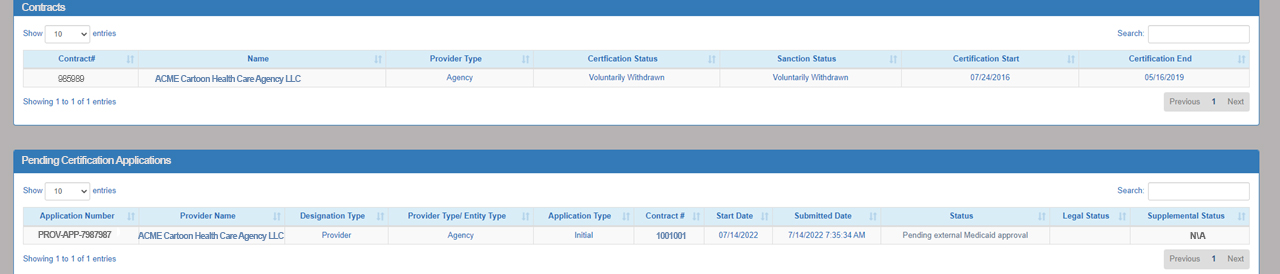 Contracts
Show 10 entries Search:
Contract# Name Provider Type Certfication Status Sanction Status Certification Start Certification End
985989 ACME Cartoon Health Care Agency LLC Agency Voluntarily Withdrawn Voluntarily Withdrawn 07/24/2016 05/16/2019
Showing 1 to 1 of 1 entries Previous 1 Next
Pending Certification Applications
Show 10 entries Search:
Application Number Provider Name Designation Type Provider Type/ Entity Type Application Type Contract # Start Date Submitted Date Status Legal Status Supplemental Status
PROV-APP-7987987 ACME Cartoon Health Care Agency LLC Provider Agency Initial 1001001 07/14/2022 7/14/2022 7:35:34 AM Pending external Medicaid approval N\A
Showing 1 to 1 of 1 entries Previous 1 Next